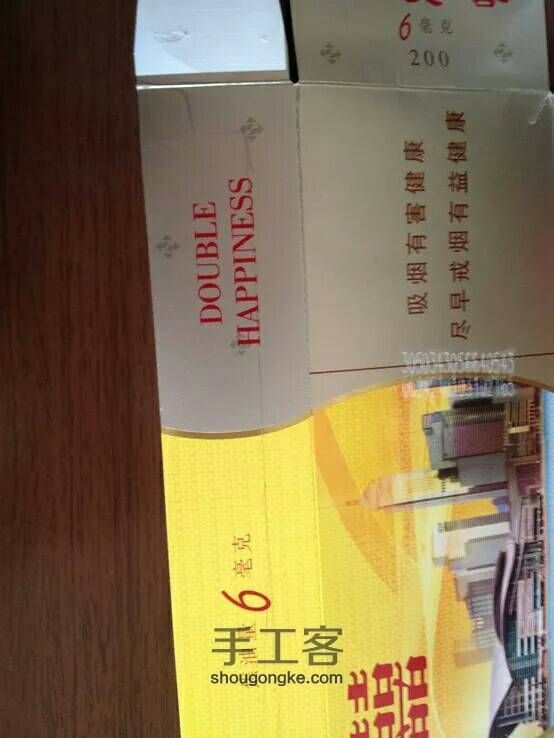 6毫克
200
DOUBLE
HAPPINESS
吸烟有害健康
尽早戒烟有益健康
6毫克
囍
手工客
shougongke.com